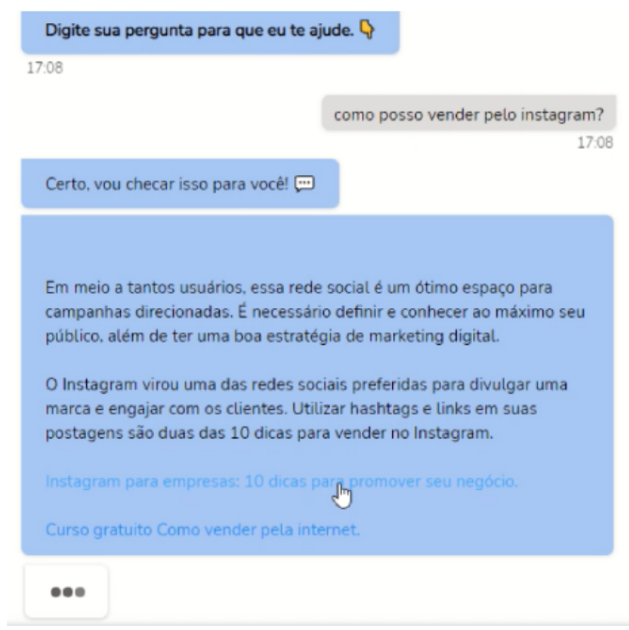 Digite sua pergunta para que eu te ajude. 👇
17:08
como posso vender pelo instagram?
17:08
Certo, vou checar isso para você! 💬
Em meio a tantos usuários, essa rede social é um ótimo espaço para
campanhas direcionadas. É necessário definir e conhecer ao máximo seu
público, além de ter uma boa estratégia de marketing digital.
O Instagram virou uma das redes sociais preferidas para divulgar uma
marca e engajar com os clientes. Utilizar hashtags e links em suas
postagens são duas das 10 dicas para vender no Instagram.
Instagram para empresas: 10 dicas para promover seu negócio.
Curso gratuito Como vender pela internet.